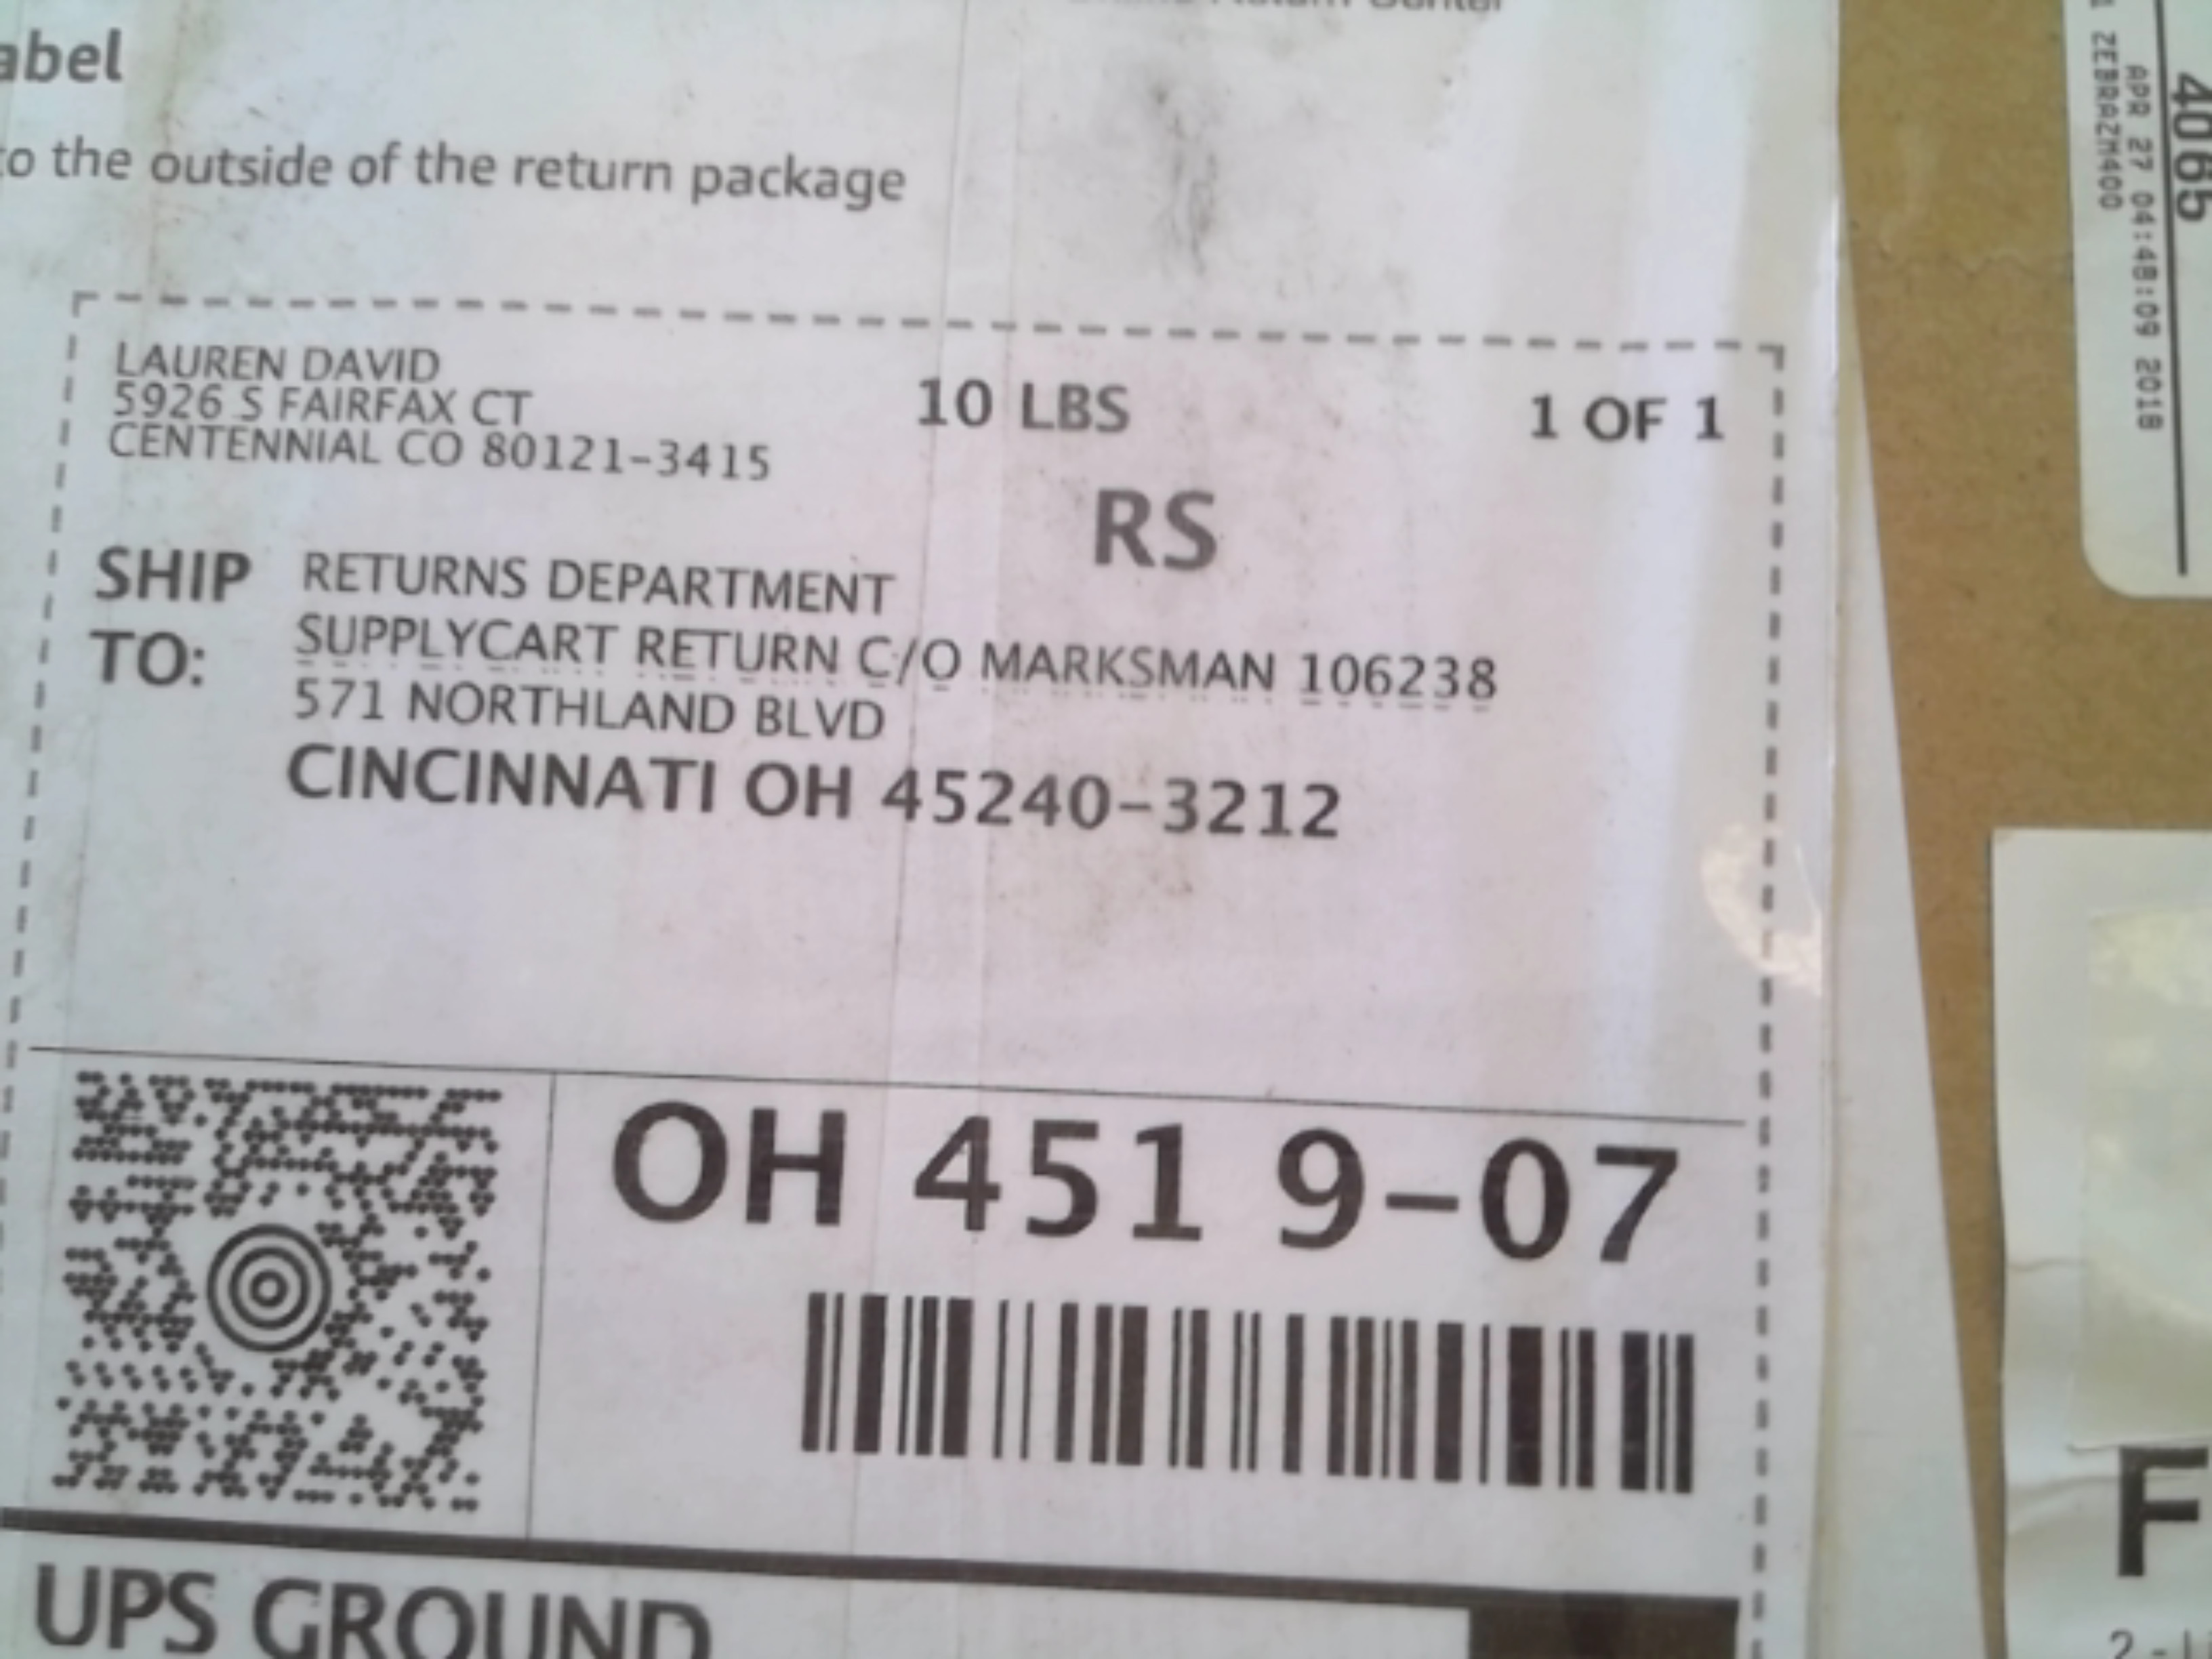 abel
to the outside of the return package
LAUREN DAVID
5926 S FAIRFAX CT
CENTENNIAL CO 80121-3415
10 LBS
1 OF 1
RS
SHIP TO:
RETURNS DEPARTMENT
SUPPLYCART RETURN C/O MARKSMAN 106238
571 NORTHLAND BLVD
CINCINNATI OH 45240-3212
OH 451 9-07
UPS GROUND
4065
APR 27 04:48:09 2018
F